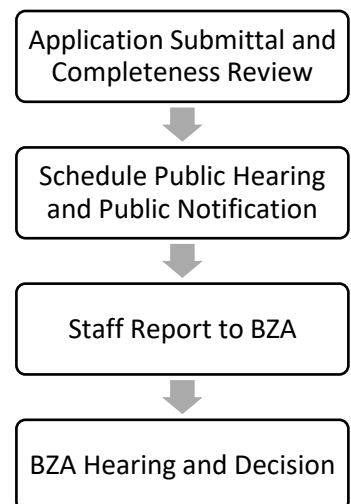 Application Submittal and
Completeness Review
Schedule Public Hearing
and Public Notification
Staff Report to BZA
BZA Hearing and Decision